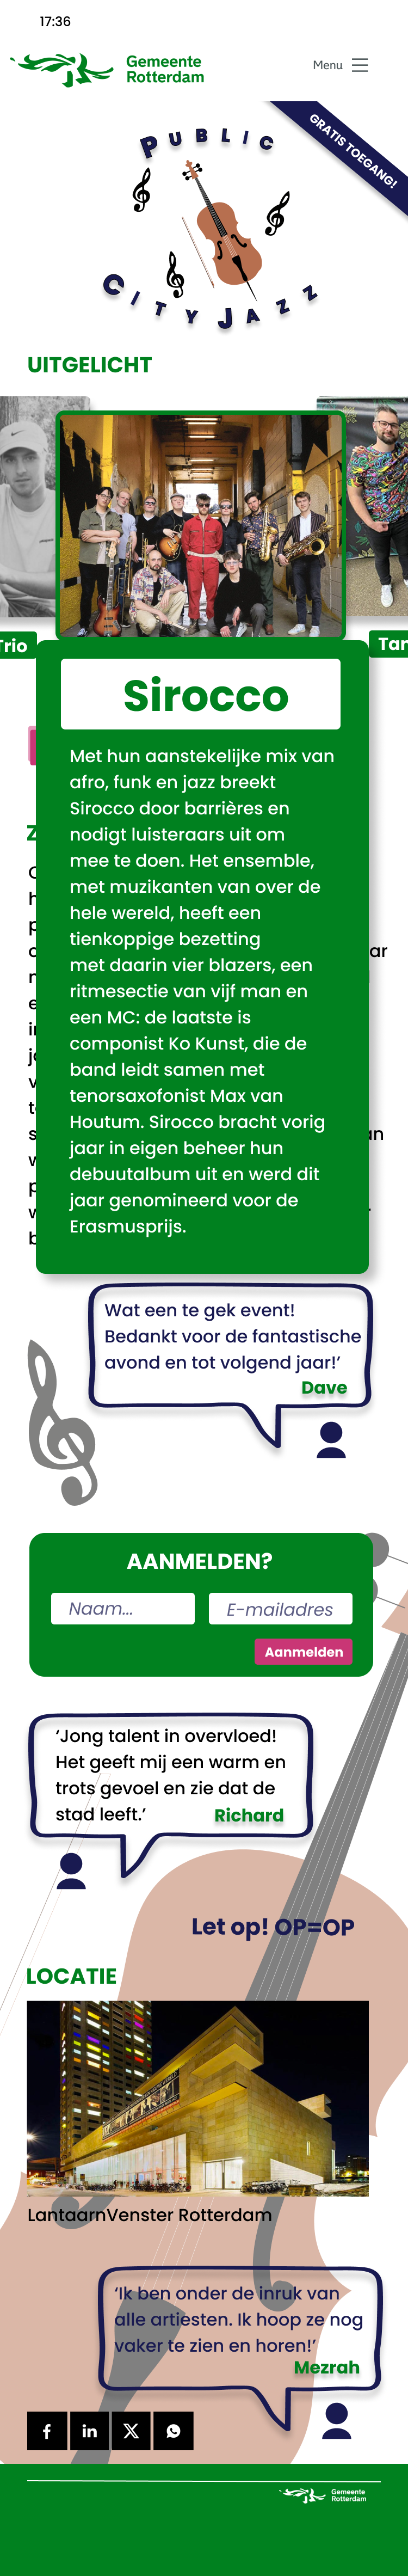 17:36
Gemeente
Rotterdam
Menu
GRATIS TOEGANG!
PUBLIC
CITY JAZZ
UITGELICHT
Trio
Tan
Sirocco
Met hun aanstekelijke mix van
afro, funk en jazz breekt
Sirocco door barrières en
nodigt luisteraars uit om
mee te doen. Het ensemble,
met muzikanten van over de
hele wereld, heeft een
tienkoppige bezetting
met daarin vier blazers, een
ritmesectie van vijf man en
een MC: de laatste is
componist Ko Kunst, die de
band leidt samen met
tenorsaxofonist Max van
Houtum. Sirocco bracht vorig
jaar in eigen beheer hun
debuutalbum uit en werd dit
jaar genomineerd voor de
Erasmusprijs.
Wat een te gek event!
Bedankt voor de fantastische
avond en tot volgend jaar!’
Dave
AANMELDEN?
Naam...
E-mailadres
Aanmelden
‘Jong talent in overvloed!
Het geeft mij een warm en
trots gevoel en zie dat de
stad leeft.’
Richard
Let op! OP=OP
LOCATIE
LantaarnVenster Rotterdam
‘Ik ben onder de inruk van
alle artiesten. Ik hoop ze nog
vaker te zien en horen!’
Mezrah
Gemeente
Rotterdam